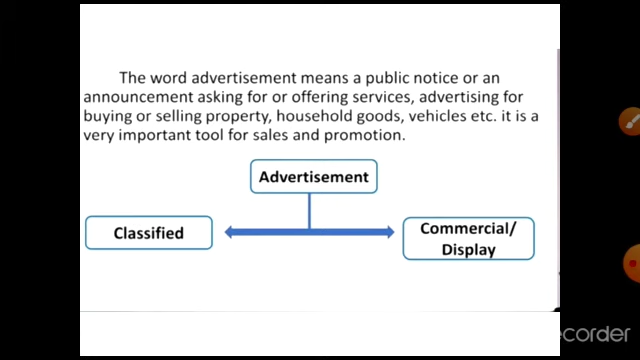 The word advertisement means a public notice or an
announcement asking for or offering services, advertising for
buying or selling property, household goods, vehicles etc. it is a
very important tool for sales and promotion.
Advertisement
Classified
Commercial/
Display
corder